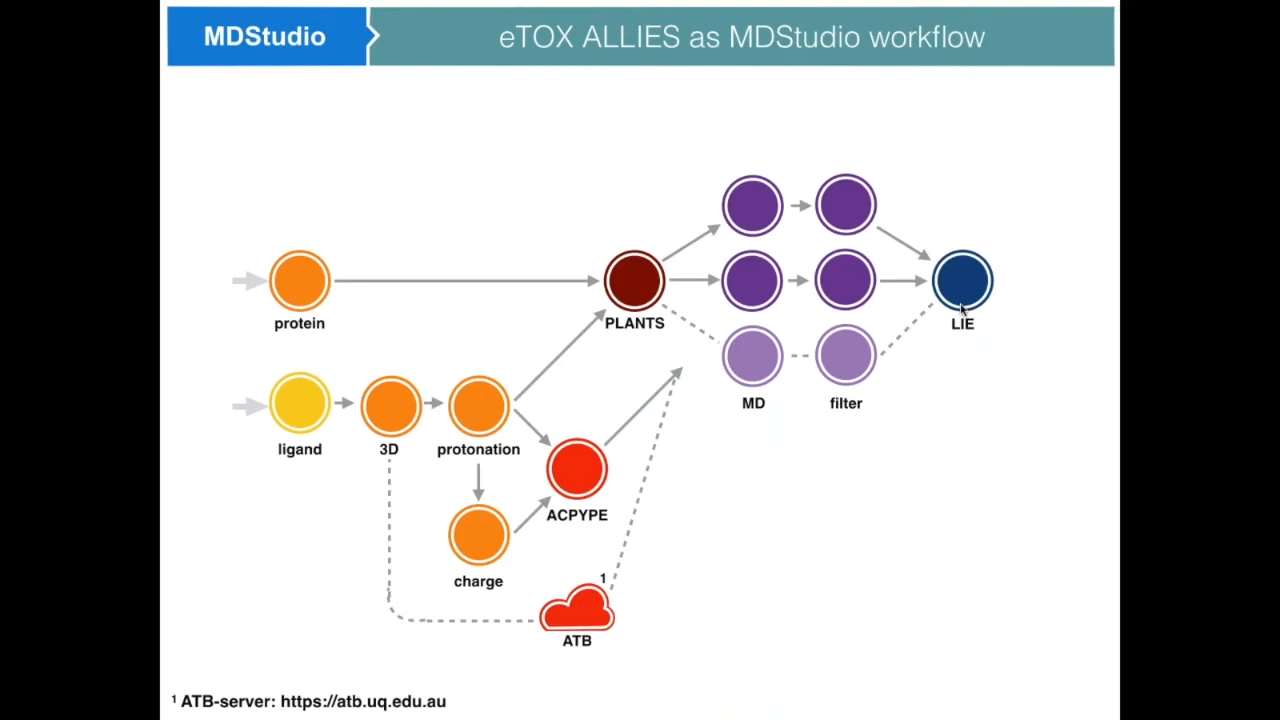 MDStudio
eTOX ALLIES as MDStudio workflow
protein
PLANTS
LIE
MD
filter
ligand
3D
protonation
ACPYPE
charge
1
ATB
1 ATB-server: https://atb.uq.edu.au